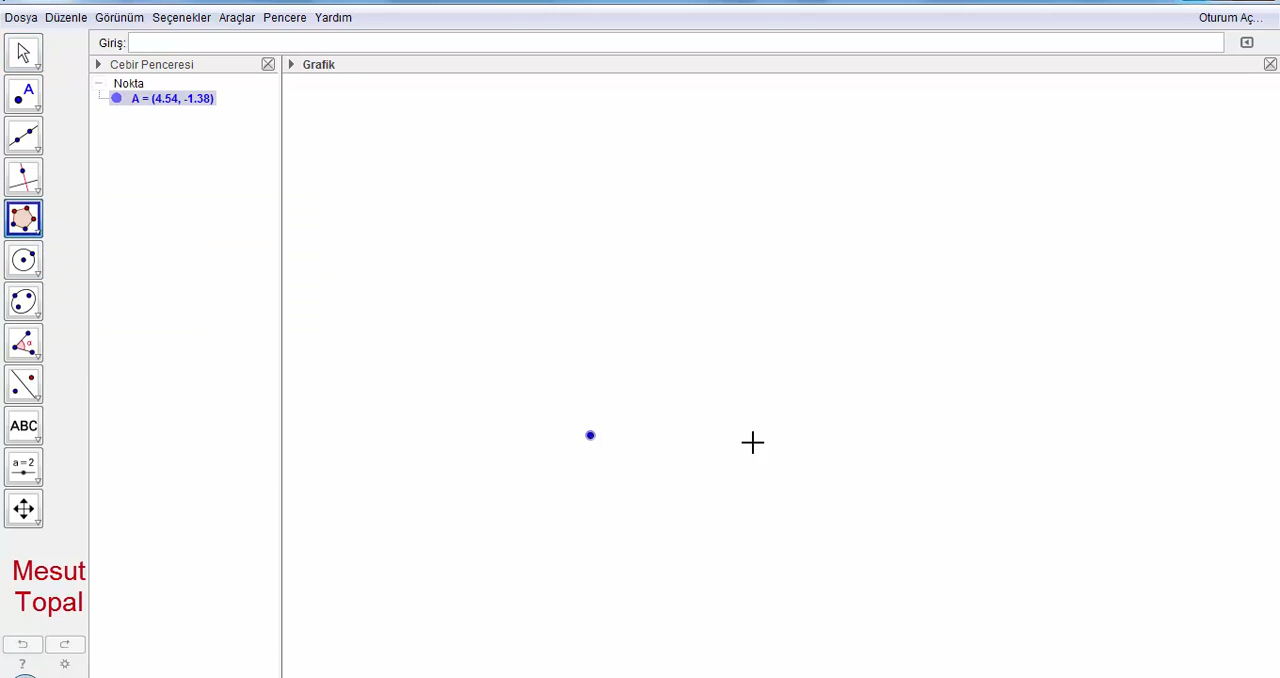 Dosya Düzenle Görünüm Seçenekler Araçlar Pencere Yardım Oturum Aç...
Giriş:
Cebir Penceresi Grafik
Nokta
A = (4.54, -1.38)
A
α
ABC
a = 2
Mesut
Topal
?